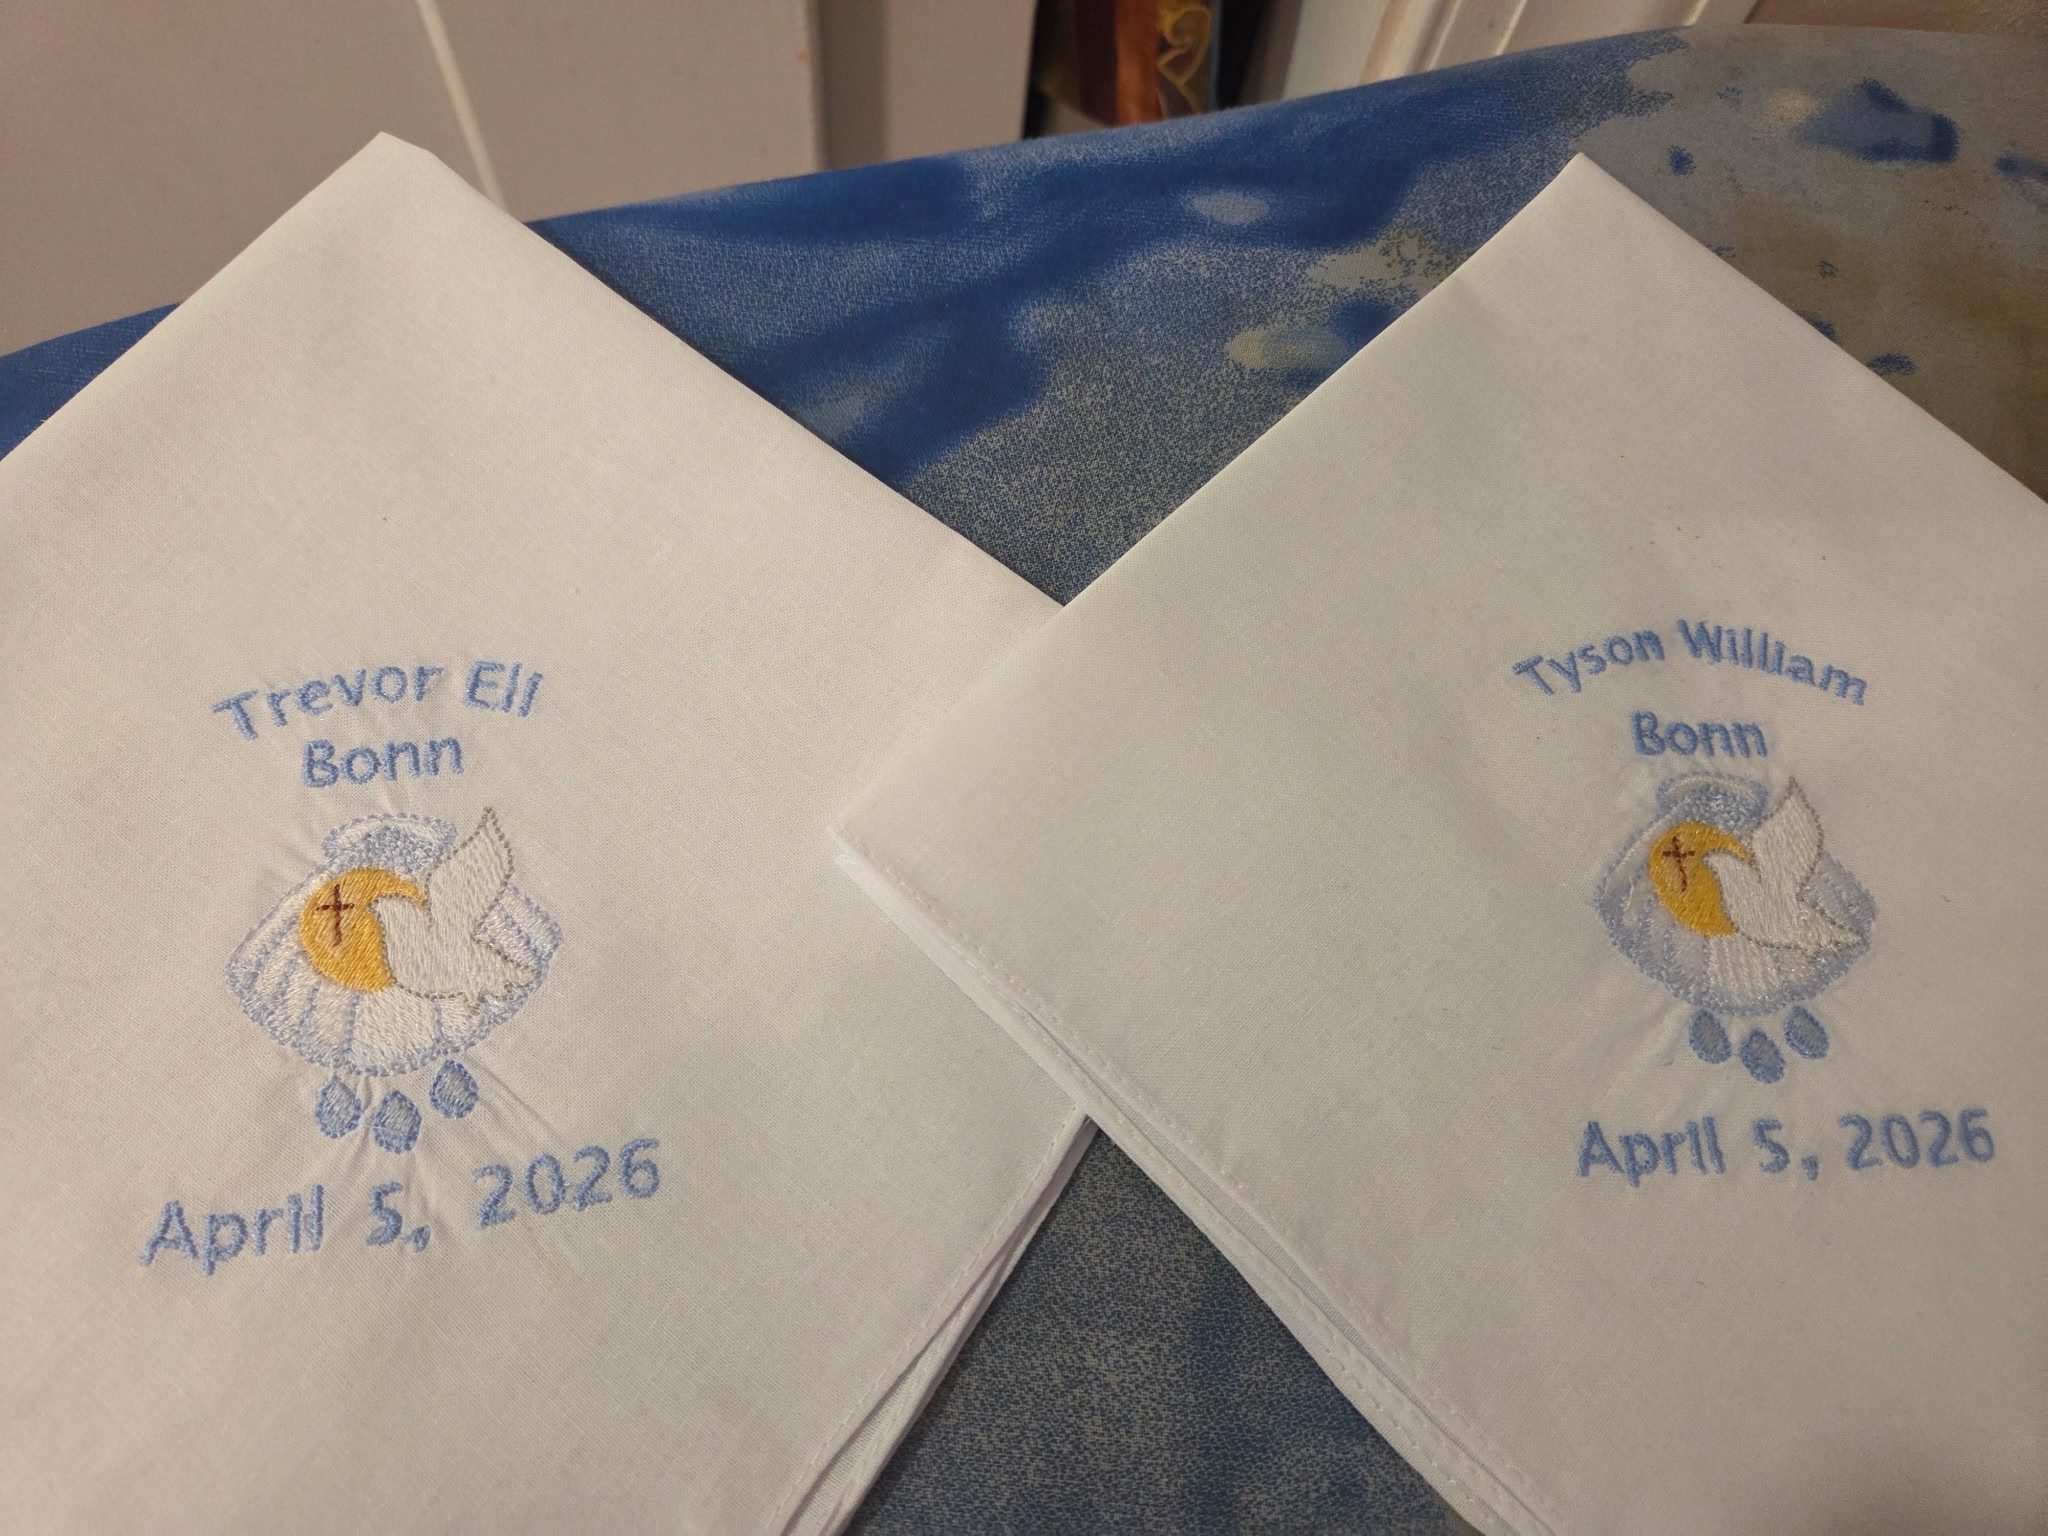 Trevor Eli
Bonn
April 5, 2026
Tyson William
Bonn
April 5, 2026